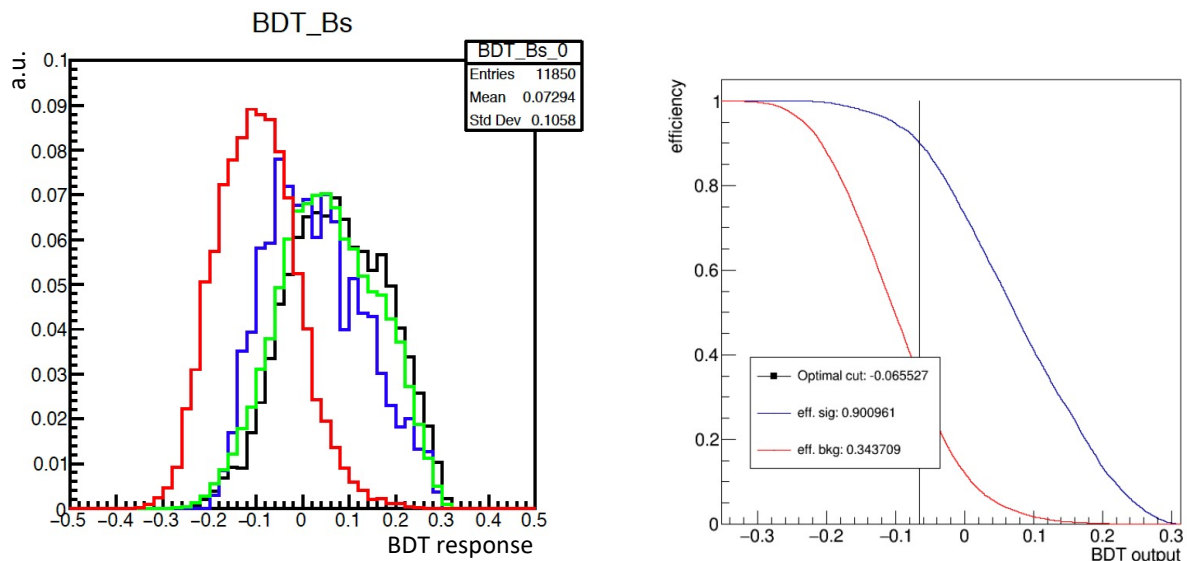 BDT_Bs
BDT_Bs_0
Entries 11850
Mean 0.07294
Std Dev 0.1058
a.u.
0.1
0.09
0.08
0.07
0.06
0.05
0.04
0.03
0.02
0.01
0
−0.5 −0.4 −0.3 −0.2 −0.1 0 0.1 0.2 0.3 0.4 0.5
BDT response
efficiency
1
0.8
0.6
0.4
0.2
0
Optimal cut: -0.065527
eff. sig: 0.900961
eff. bkg: 0.343709
−0.3 −0.2 −0.1 0 0.1 0.2 0.3
BDT output